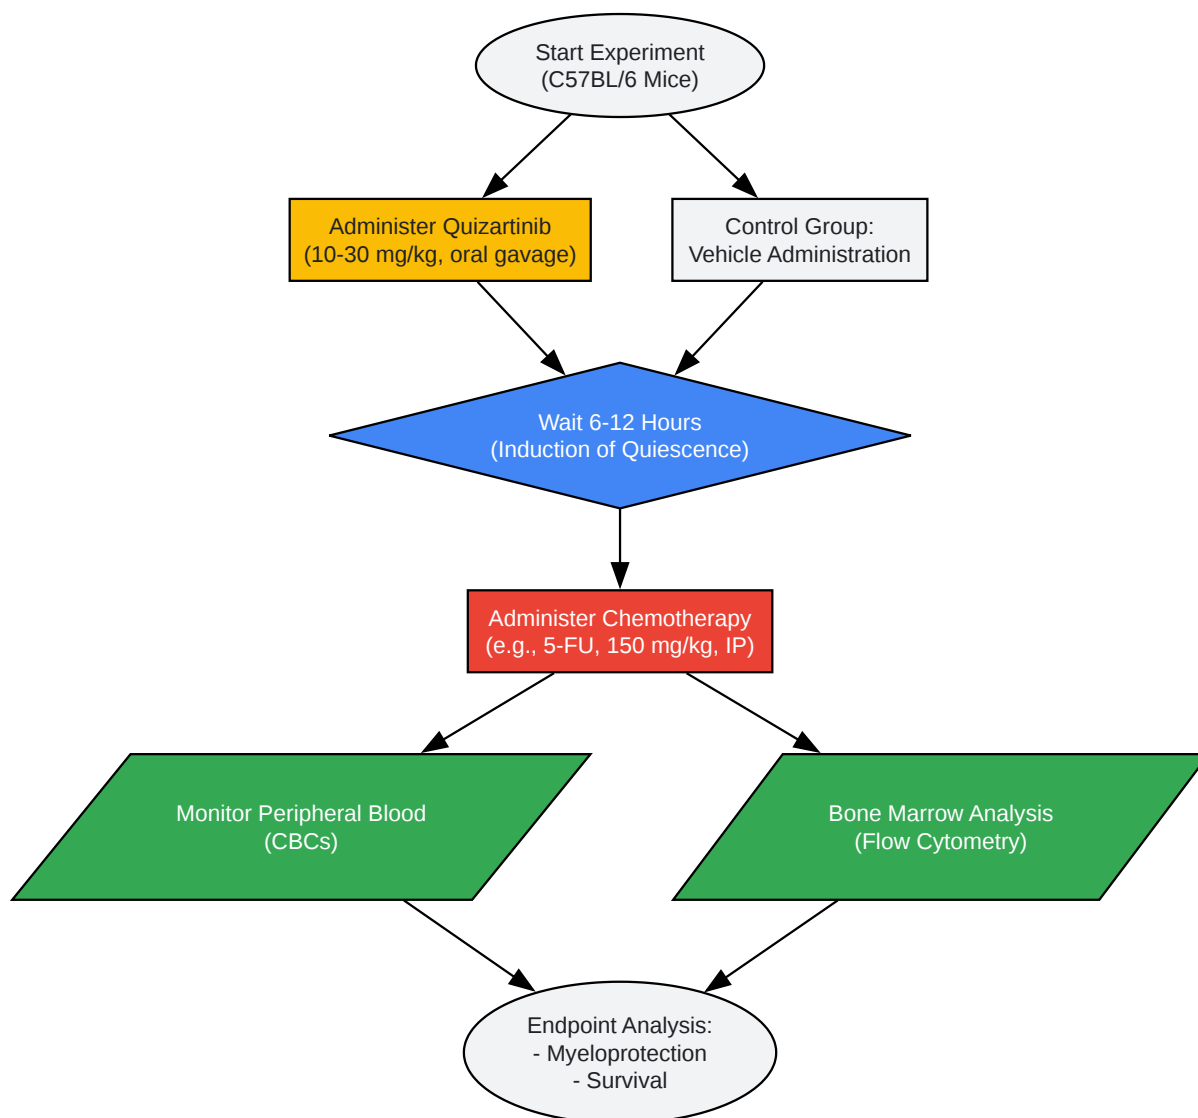 Start Experiment
(C57BL/6 Mice)
Administer Quizartinib
(10-30 mg/kg, oral gavage)
Control Group:
Vehicle Administration
Wait 6-12 Hours
(Induction of Quiescence)
Administer Chemotherapy
(e.g., 5-FU, 150 mg/kg, IP)
Monitor Peripheral Blood
(CBCs)
Bone Marrow Analysis
(Flow Cytometry)
Endpoint Analysis:
- Myeloprotection
- Survival